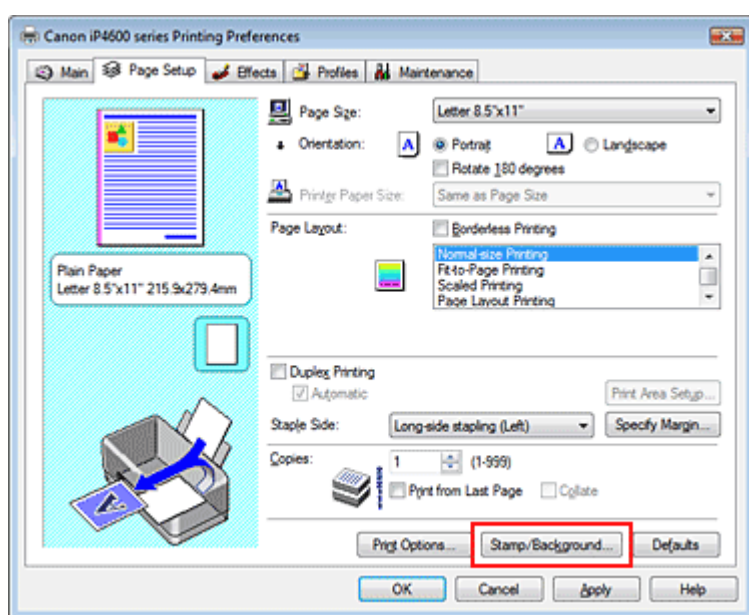 Canon iP4600 series Printing Preferences
Main Page Setup Effects Profiles Maintenance
Page Size: Letter 8.5"x11"
Orientation: A Portrait A Landscape
Rotate 180 degrees
Printer Paper Size: Same as Page Size
Page Layout: Borderless Printing
Normal-size Printing
Fit-to-Page Printing
Scaled Printing
Page Layout Printing
Plain Paper
Letter 8.5"x11" 215.9x279.4mm
Duplex Printing
Automatic Print Area Setup...
Staple Side: Long-side stapling (Left) Specify Margin...
Copies: 1 (1-999)
Print from Last Page Collate
Print Options... Stamp/Background... Defaults
OK Cancel Apply Help